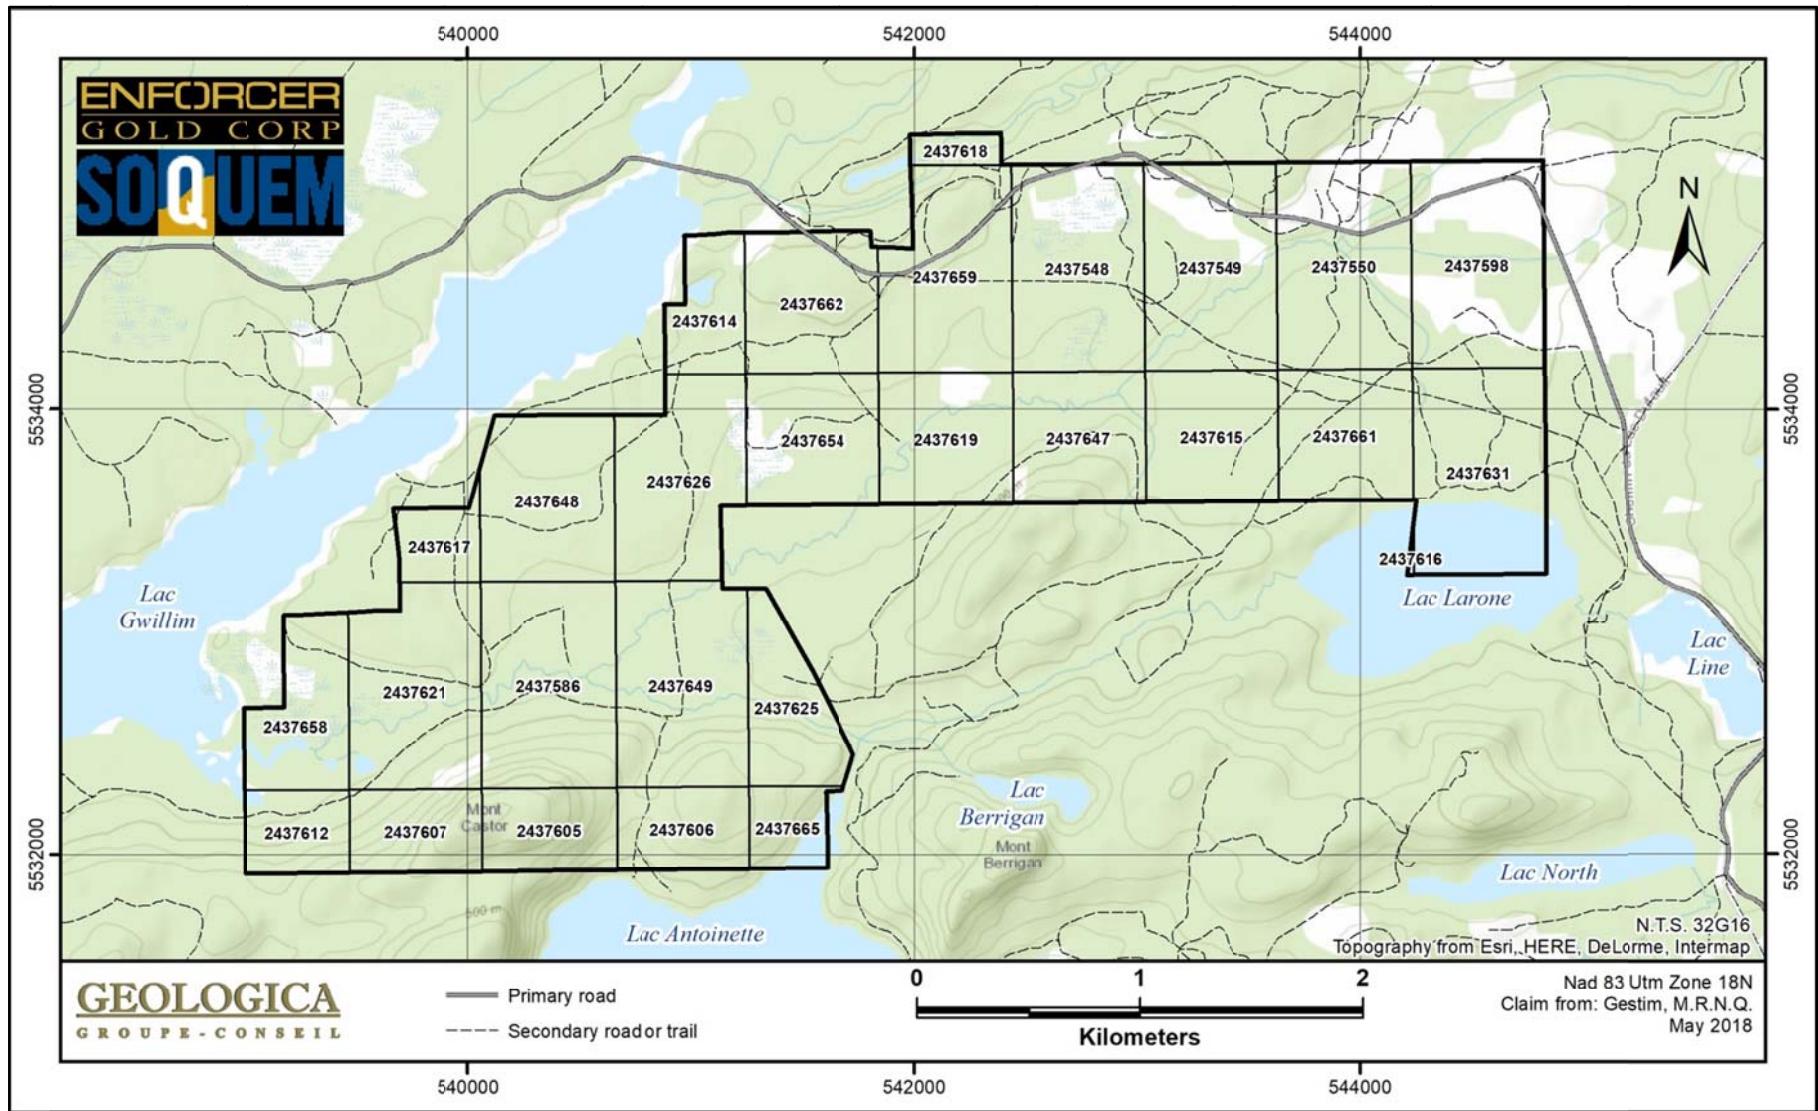 540000
542000
544000
ENFORCER
GOLD CORP
SOQUEM
2437618
N
2437659
2437548
2437549
2437550
2437598
2437662
2437614
5534000
5534000
2437654
2437619
2437647
2437615
2437661
2437631
2437626
2437648
2437617
2437616
Lac
Gwillim
Lac Larone
Lac
Line
2437621
2437586
2437649
2437625
2437658
Lac
Berrigan
Mont
Castor
Mont
Berrigan
2437612
2437607
2437605
2437606
2437665
5532000
5532000
Lac North
500 m
Lac Antoinette
N.T.S. 32G16
Topography from Esri, HERE, DeLorme, Intermap
GEOLOGICA
GROUPE-CONSEIL
Primary road
Secondary road or trail
0
1
2
Kilometers
Nad 83 Utm Zone 18N
Claim from: Gestim, M.R.N.Q.
May 2018
540000
542000
544000